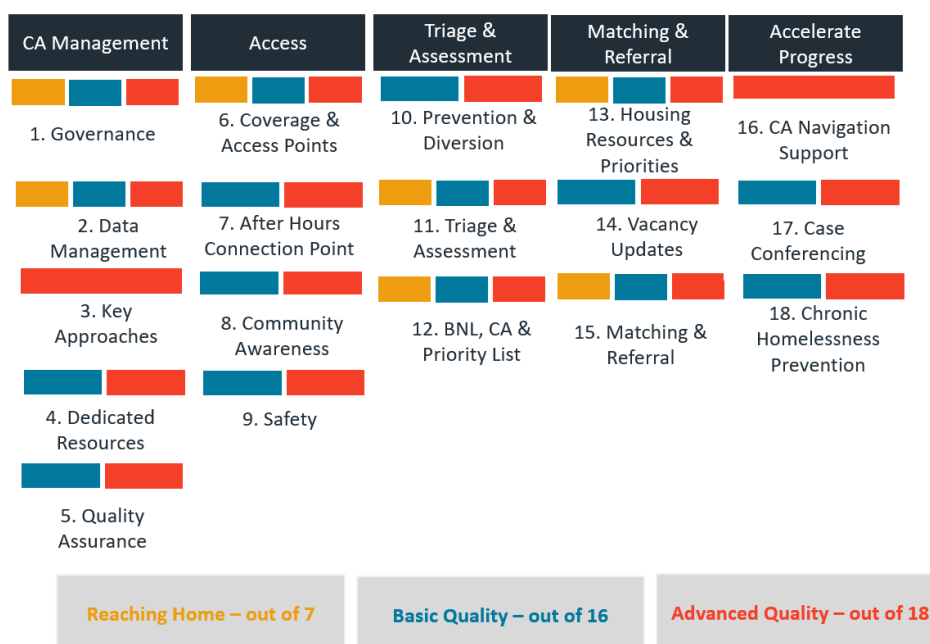 CA Management
Access
Triage &
Assessment
Matching &
Referral
Accelerate
Progress
1. Governance
2. Data
Management
3. Key
Approaches
4. Dedicated
Resources
5. Quality
Assurance
6. Coverage &
Access Points
7. After Hours
Connection Point
8. Community
Awareness
9. Safety
10. Prevention &
Diversion
11. Triage &
Assessment
12. BNL, CA &
Priority List
13. Housing
Resources &
Priorities
14. Vacancy
Updates
15. Matching &
Referral
16. CA Navigation
Support
17. Case
Conferencing
18. Chronic
Homelessness
Prevention
Reaching Home – out of 7
Basic Quality – out of 16
Advanced Quality – out of 18